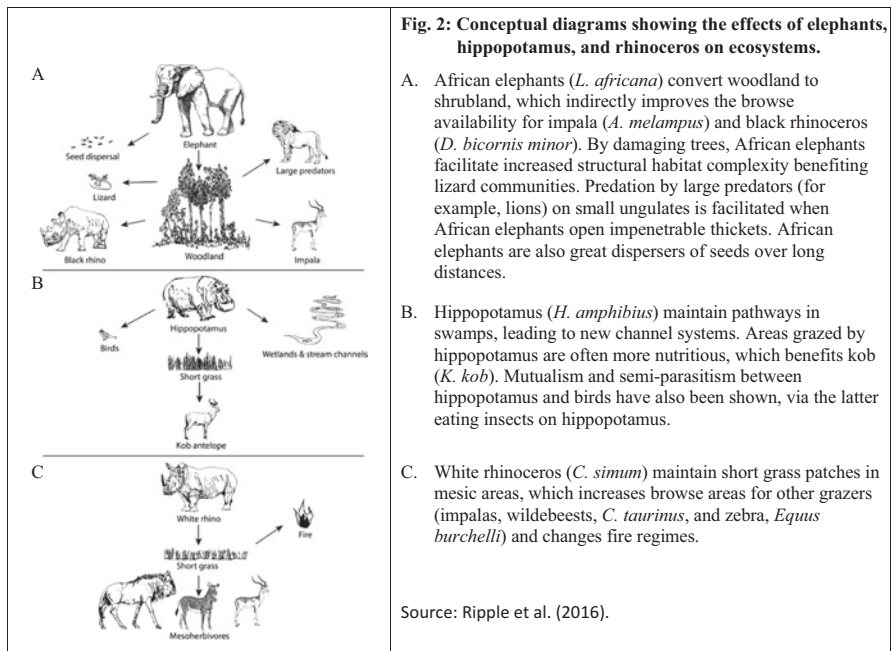 A
Elephant
Seed dispersal
Large predators
Lizard
Black rhino
Woodland
Impala
B
Hippopotamus
Birds
Wetlands & stream channels
Short grass
Kob antelope
C
White rhino
Fire
Short grass
Mesoherbivores
Fig. 2: Conceptual diagrams showing the effects of elephants,
hippopotamus, and rhinoceros on ecosystems.
A. African elephants (L. africana) convert woodland to
shrubland, which indirectly improves the browse
availability for impala (A. melampus) and black rhinoceros
(D. bicornis minor). By damaging trees, African elephants
facilitate increased structural habitat complexity benefiting
lizard communities. Predation by large predators (for
example, lions) on small ungulates is facilitated when
African elephants open impenetrable thickets. African
elephants are also great dispersers of seeds over long
distances.
B. Hippopotamus (H. amphibius) maintain pathways in
swamps, leading to new channel systems. Areas grazed by
hippopotamus are often more nutritious, which benefits kob
(K. kob). Mutualism and semi-parasitism between
hippopotamus and birds have also been shown, via the latter
eating insects on hippopotamus.
C. White rhinoceros (C. simum) maintain short grass patches in
mesic areas, which increases browse areas for other grazers
(impalas, wildebeests, C. taurinus, and zebra, Equus
burchelli) and changes fire regimes.
Source: Ripple et al. (2016).